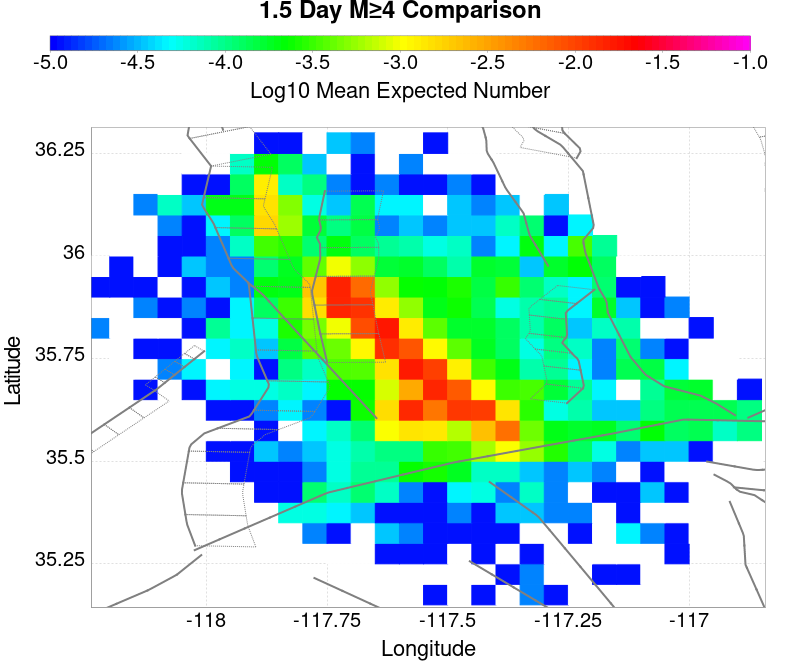 1.5 Day M≥4 Comparison
-5.0 -4.5 -4.0 -3.5 -3.0 -2.5 -2.0 -1.5 -1.0
Log10 Mean Expected Number
36.25
36
35.75
35.5
35.25
Latitude
-118 -117.75 -117.5 -117.25 -117
Longitude